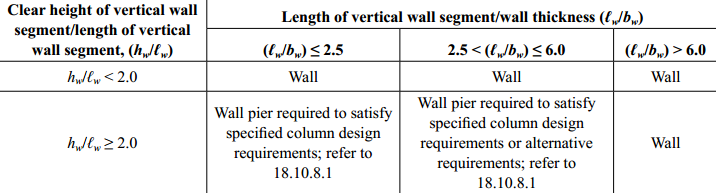 Clear height of vertical wall
segment/length of vertical
wall segment, (hw/ℓw)
Length of vertical wall segment/wall thickness (ℓw/bw)
(ℓw/bw) ≤ 2.5
2.5 < (ℓw/bw) ≤ 6.0
(ℓw/bw) > 6.0
hw/ℓw < 2.0
Wall
Wall
Wall
hw/ℓw ≥ 2.0
Wall pier required to satisfy
specified column design
requirements; refer to
18.10.8.1
Wall pier required to satisfy
specified column design
requirements or alternative
requirements; refer to
18.10.8.1
Wall